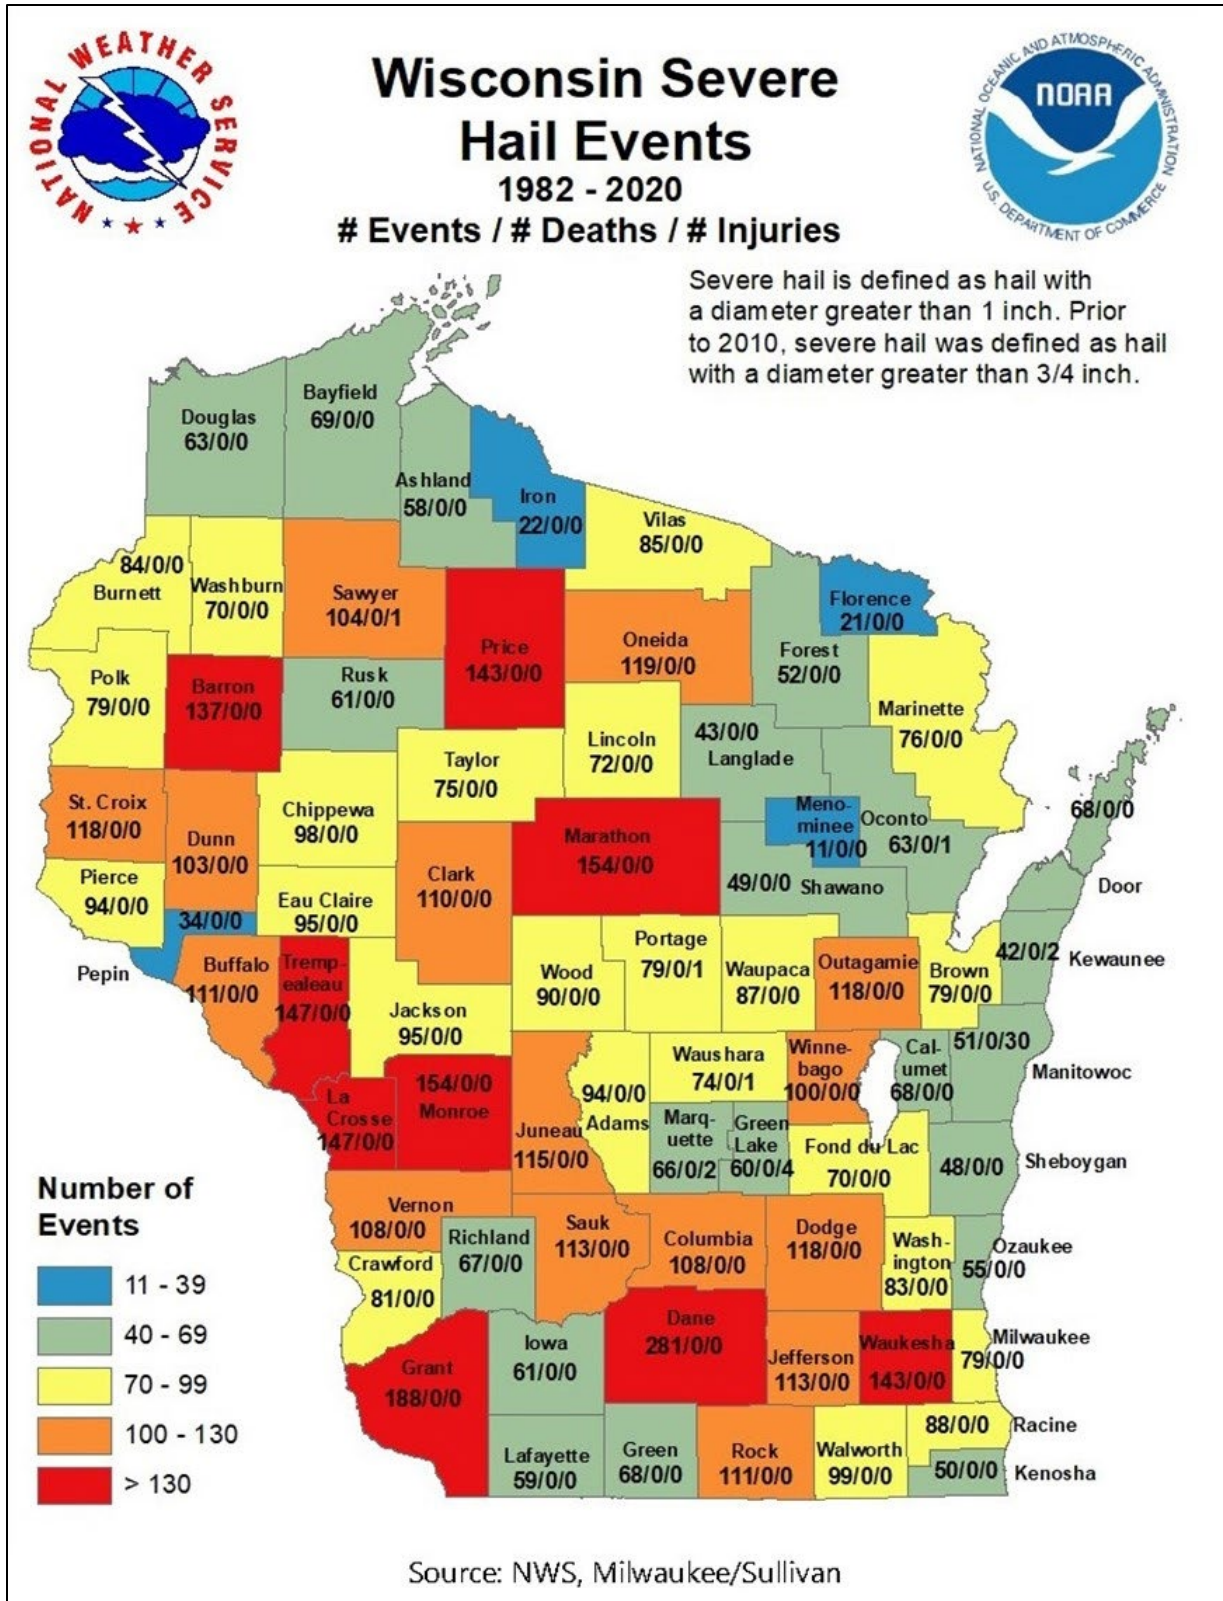 NATIONAL WEATHER SERVICE
Wisconsin Severe
Hail Events
1982 - 2020
# Events / # Deaths / # Injuries
NATIONAL OCEANIC AND ATMOSPHERIC ADMINISTRATION
NOAA
U.S. DEPARTMENT OF COMMERCE
Severe hail is defined as hail with
a diameter greater than 1 inch. Prior
to 2010, severe hail was defined as hail
with a diameter greater than 3/4 inch.
Douglas
63/0/0
Bayfield
69/0/0
Ashland
58/0/0
Iron
22/0/0
Vilas
85/0/0
84/0/0
Burnett
Washburn
70/0/0
Sawyer
104/0/1
Price
143/0/0
Oneida
119/0/0
Forest
52/0/0
Florence
21/0/0
Marinette
76/0/0
Polk
79/0/0
Barron
137/0/0
Rusk
61/0/0
Taylor
75/0/0
Lincoln
72/0/0
43/0/0
Langlade
Meno-
minee
11/0/0
Oconto
63/0/1
68/0/0
Door
St. Croix
118/0/0
Dunn
103/0/0
Chippewa
98/0/0
Clark
110/0/0
Marathon
154/0/0
49/0/0
Shawano
Pierce
94/0/0
34/0/0
Pepin
Eau Claire
95/0/0
Buffalo
111/0/0
Tremp-
ealeau
147/0/0
Jackson
95/0/0
Wood
90/0/0
Portage
79/0/1
Waupaca
87/0/0
Outagamie
118/0/0
Brown
79/0/0
42/0/2
Kewaunee
La
Crosse
147/0/0
154/0/0
Monroe
Juneau
115/0/0
94/0/0
Adams
Waushara
74/0/1
Winne-
bago
100/0/0
Cal-
umet
68/0/0
51/0/30
Manitowoc
Marq-
uette
66/0/2
Green
Lake
60/0/4
Fond du Lac
70/0/0
48/0/0
Sheboygan
Vernon
108/0/0
Crawford
81/0/0
Richland
67/0/0
Sauk
113/0/0
Columbia
108/0/0
Dodge
118/0/0
Wash-
ington
83/0/0
Ozaukee
55/0/0
Grant
188/0/0
Iowa
61/0/0
Dane
281/0/0
Jefferson
113/0/0
Waukesha
143/0/0
Milwaukee
79/0/0
Lafayette
59/0/0
Green
68/0/0
Rock
111/0/0
Walworth
99/0/0
88/0/0
Racine
50/0/0
Kenosha
Number of
Events
11 - 39
40 - 69
70 - 99
100 - 130
> 130
Source: NWS, Milwaukee/Sullivan